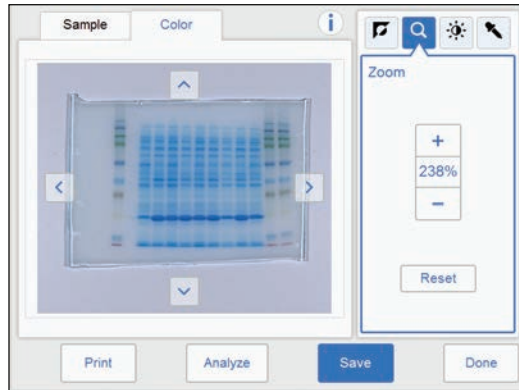 Sample
Color
i
Zoom
+
238%
−
Reset
Print
Analyze
Save
Done